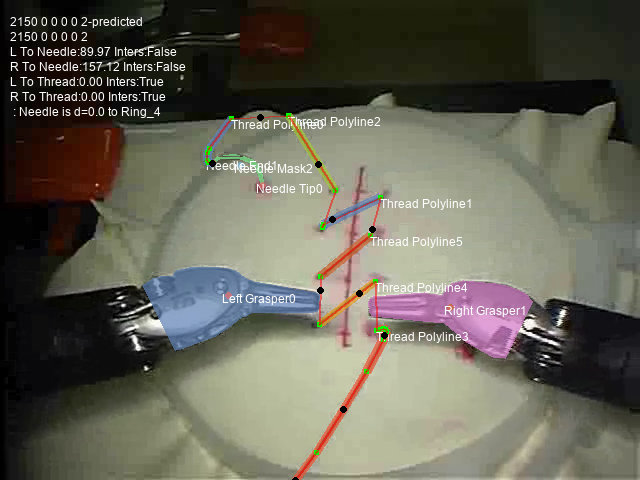 2150 0 0 0 0 2-predicted
2150 0 0 0 0 2
L To Needle:89.97 Inters:False
R To Needle:157.12 Inters:False
L To Thread:0.00 Inters:True
R To Thread:0.00 Inters:True
: Needle is d=0.0 to Ring_4
Thread Polyline0
Thread Polyline2
Needle End1
Needle Mask2
Needle Tip0
Thread Polyline1
Thread Polyline5
Thread Polyline4
Left Grasper0
Right Grasper1
Thread Polyline3